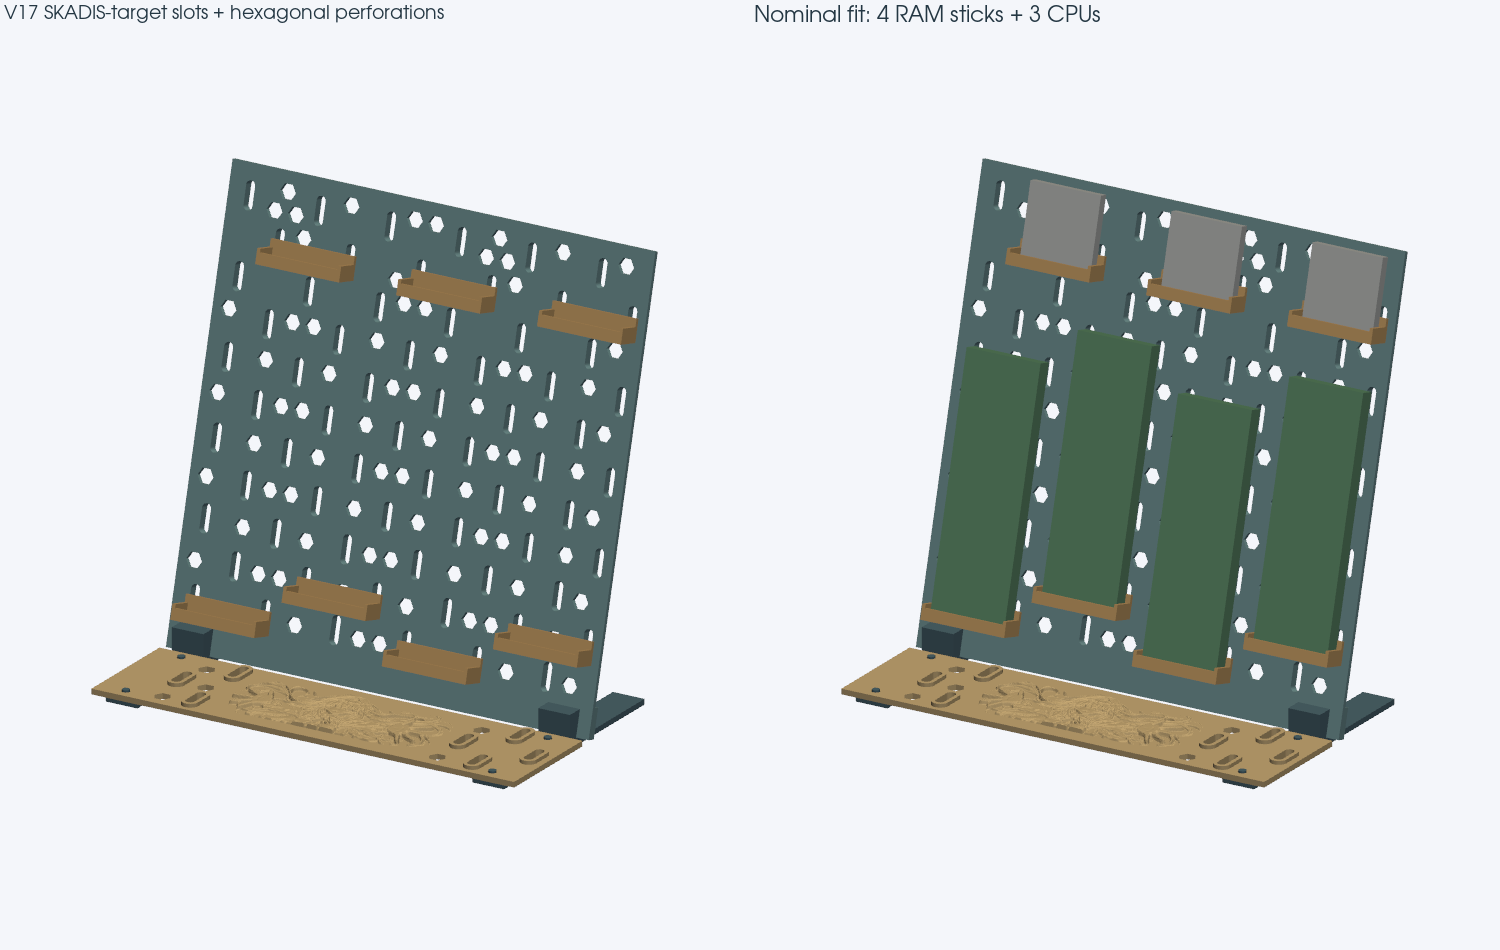 V17 SKADIS-target slots + hexagonal perforations
Nominal fit: 4 RAM sticks + 3 CPUs